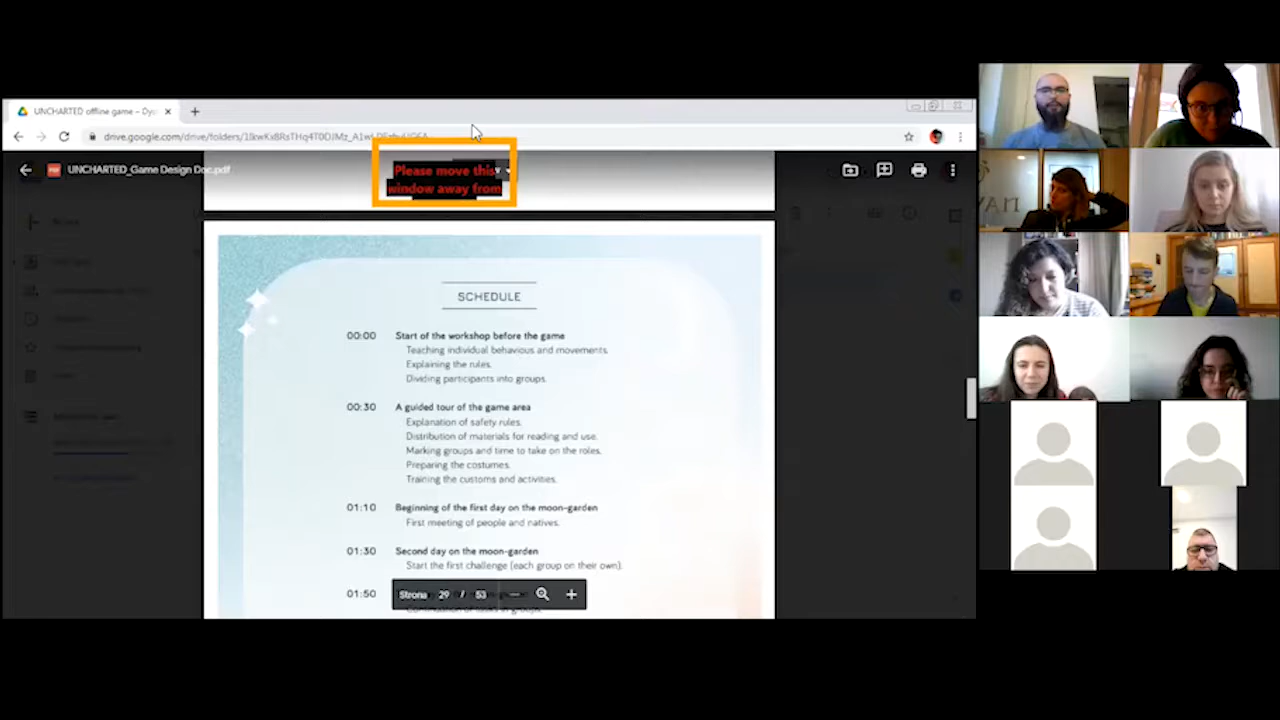 UNCHARTED offline game – Dys
drive.google.com/drive/folders/
UNCHARTED_Game Design Doc.pdf
Please move this
window away from
SCHEDULE
00:00 Start of the workshop before the game
Teaching individual behavious and movements.
Explaining the rules.
Dividing participants into groups.
00:30 A guided tour of the game area
Explanation of safety rules.
Distribution of materials for reading and use.
Marking groups and time to take on the roles.
Preparing the costumes.
Training the customs and activities.
01:10 Beginning of the first day on the moon-garden
First meeting of people and natives.
01:30 Second day on the moon-garden
Start the first challenge (each group on their own).
01:50
Strona 29 / 53